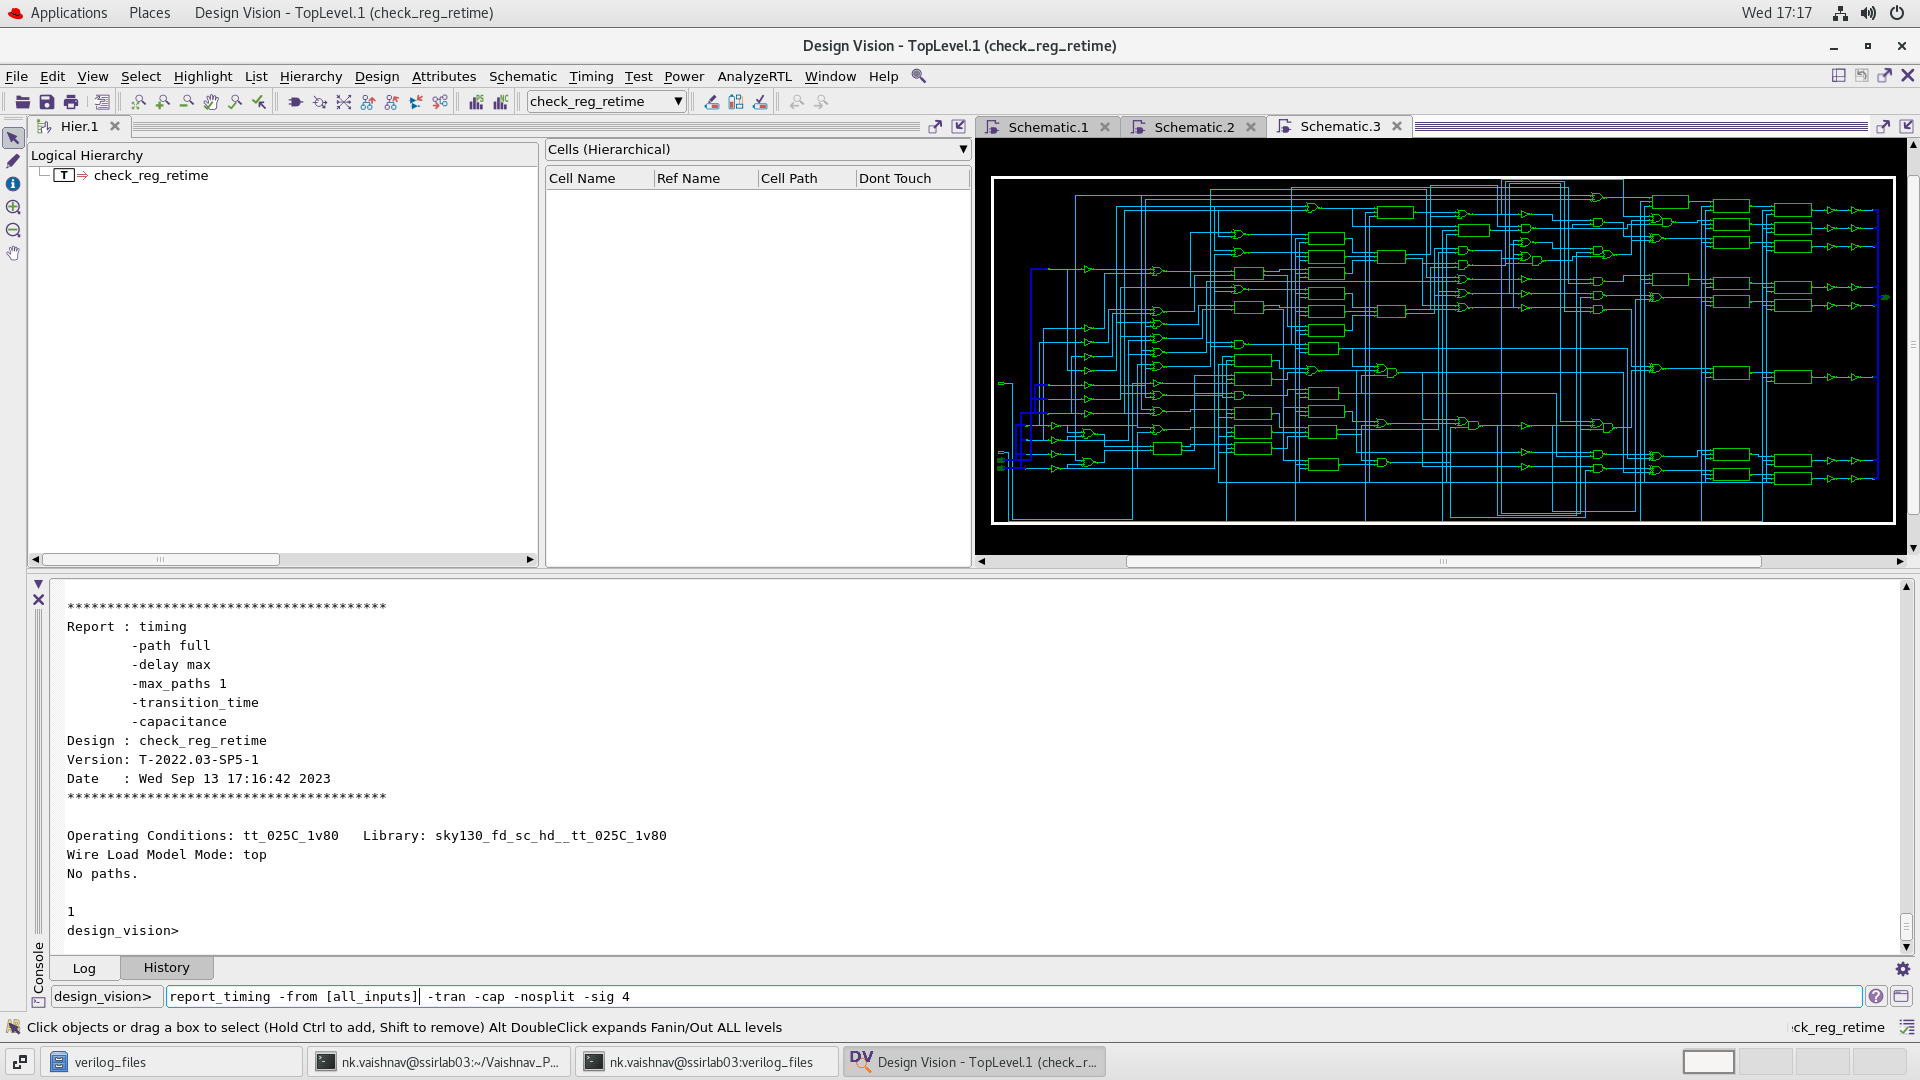 Applications Places Design Vision - TopLevel.1 (check_reg_retime) Wed 17:17
Design Vision - TopLevel.1 (check_reg_retime)
File Edit View Select Highlight List Hierarchy Design Attributes Schematic Timing Test Power AnalyzeRTL Window Help
check_reg_retime
Hier.1 Schematic.1 Schematic.2 Schematic.3
Logical Hierarchy
T check_reg_retime
Cells (Hierarchical)
Cell Name Ref Name Cell Path Dont Touch
****************************************
Report : timing
-path full
-delay max
-max_paths 1
-transition_time
-capacitance
Design : check_reg_retime
Version: T-2022.03-SP5-1
Date : Wed Sep 13 17:16:42 2023
****************************************
Operating Conditions: tt_025C_1v80 Library: sky130_fd_sc_hd__tt_025C_1v80
Wire Load Model Mode: top
No paths.
1
design_vision>
Console
Log History
design_vision> report_timing -from [all_inputs] -tran -cap -nosplit -sig 4
Click objects or drag a box to select (Hold Ctrl to add, Shift to remove) Alt DoubleClick expands Fanin/Out ALL levels ck_reg_retime
verilog_files nk.vaishnav@ssirlab03:~/Vaishnav_P... nk.vaishnav@ssirlab03:verilog_files DV Design Vision - TopLevel.1 (check_r...